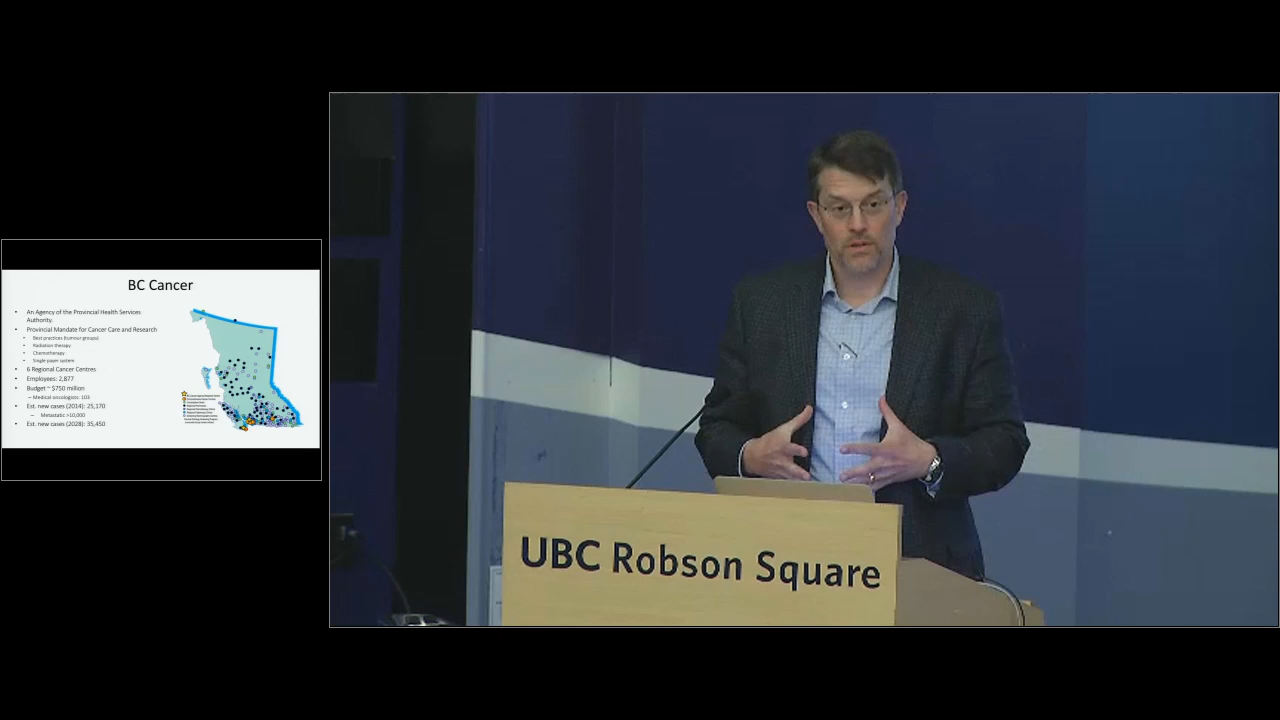 BC Cancer
• An Agency of the Provincial Health Services
Authority.
• Provincial Mandate for Cancer Care and Research
• Best practices (tumour groups)
• Radiation therapy
• Chemotherapy
• Single payer system
• 6 Regional Cancer Centres
• Employees: 2,877
• Budget ~ $750 million
– Medical oncologists: 103
• Est. new cases (2014): 25,170
– Metastatic >10,000
• Est. new cases (2028): 35,450
UBC Robson Square